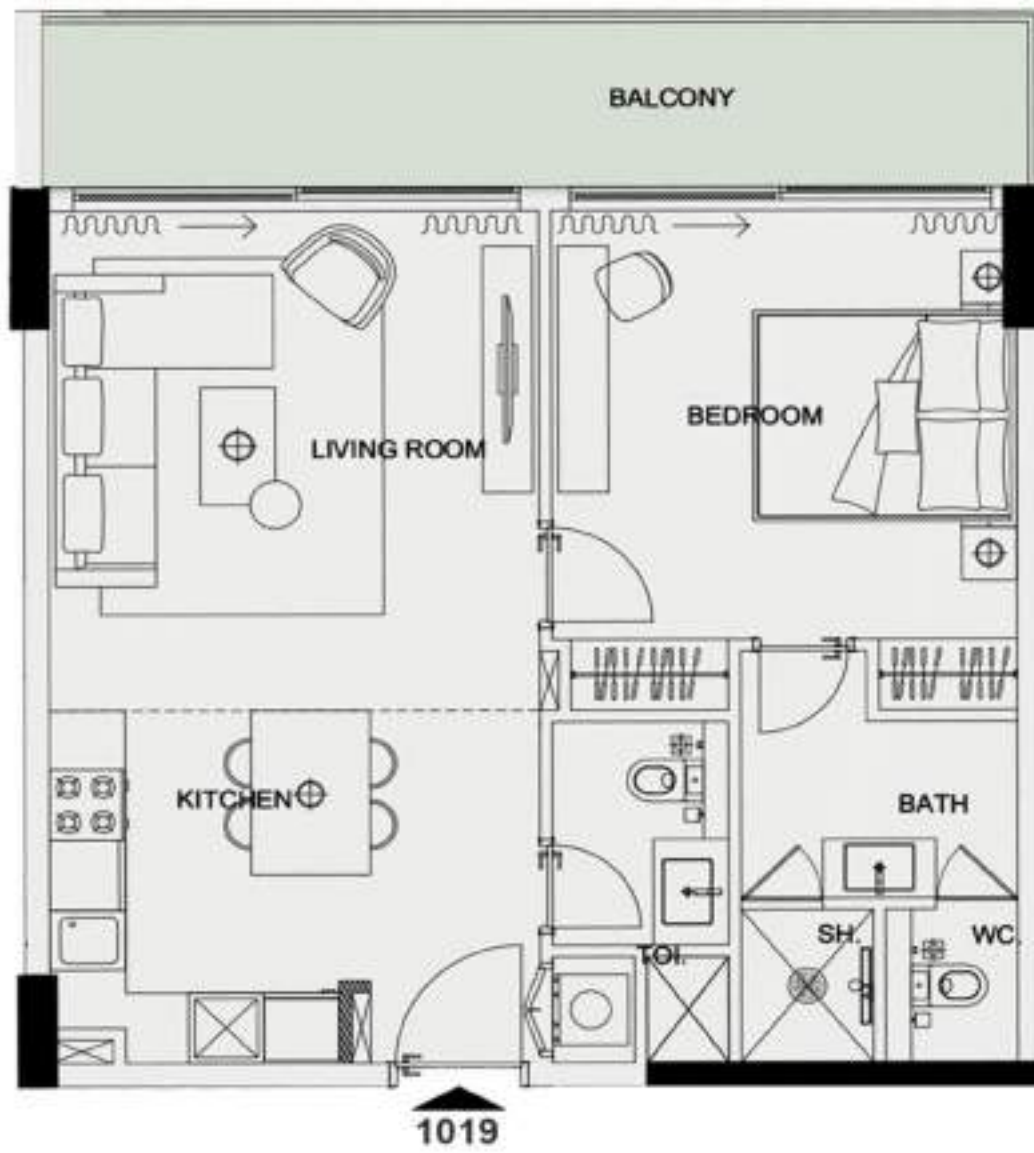 BALCONY
LIVING ROOM
BEDROOM
KITCHEN
BATH
SH.
WC.
TOI.
1019